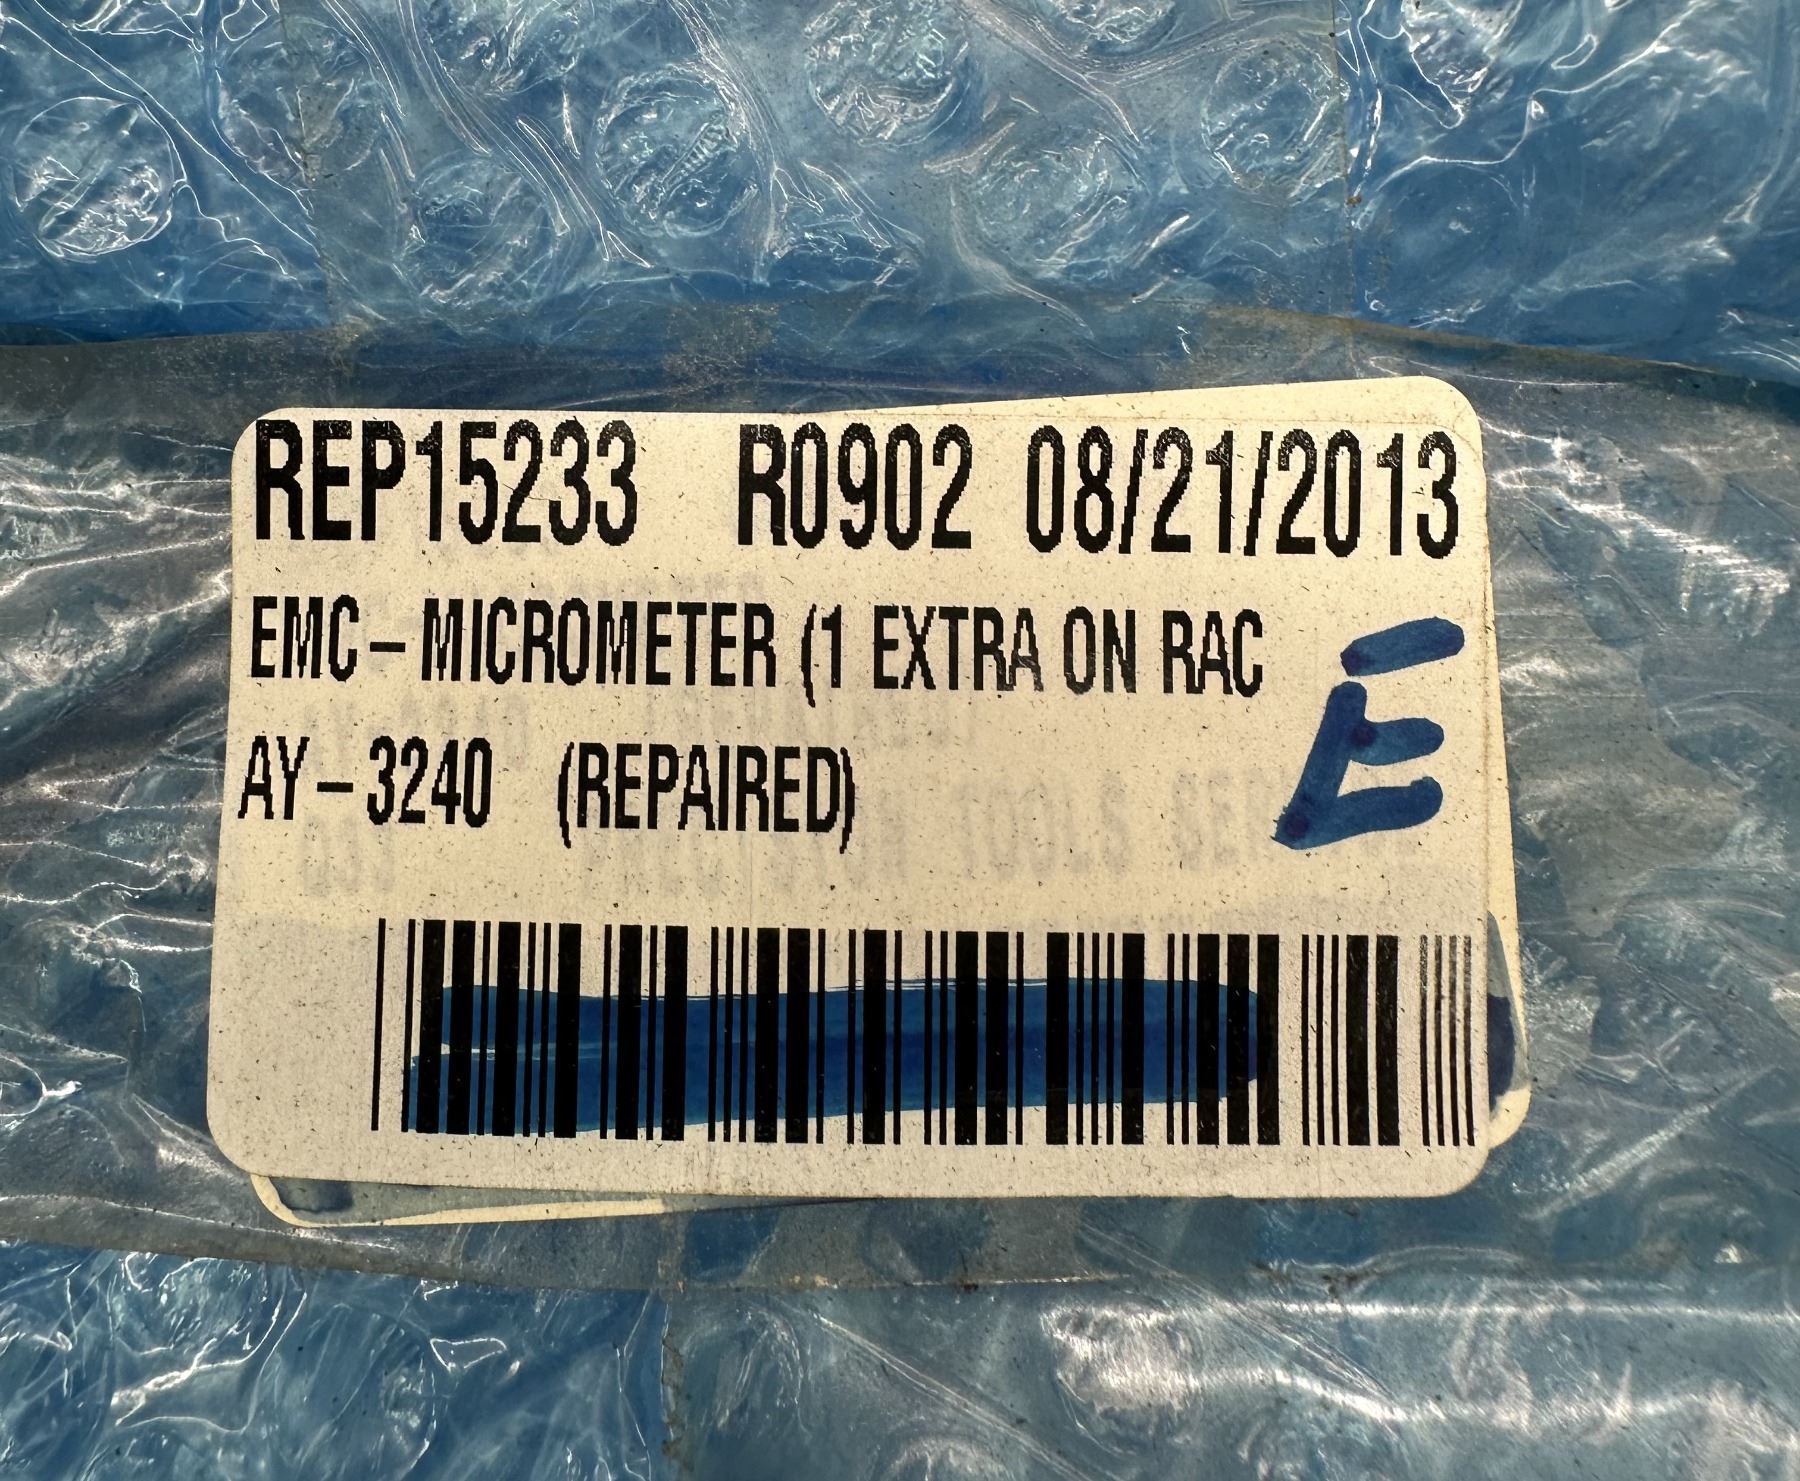 REP15233 R0902 08/21/2013
EMC-MICROMETER (1 EXTRA ON RAC
E
AY-3240 (REPAIRED)